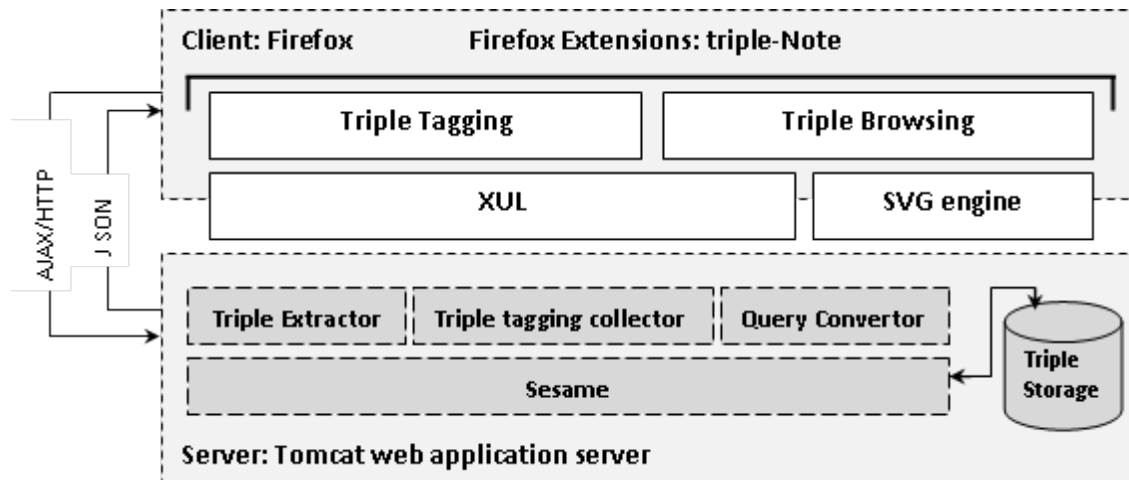 Client: Firefox Firefox Extensions: triple-Note
Triple Tagging Triple Browsing
XUL SVG engine
AJAX/HTTP
J SON
Triple Extractor Triple tagging collector Query Convertor
Sesame
Triple
Storage
Server: Tomcat web application server